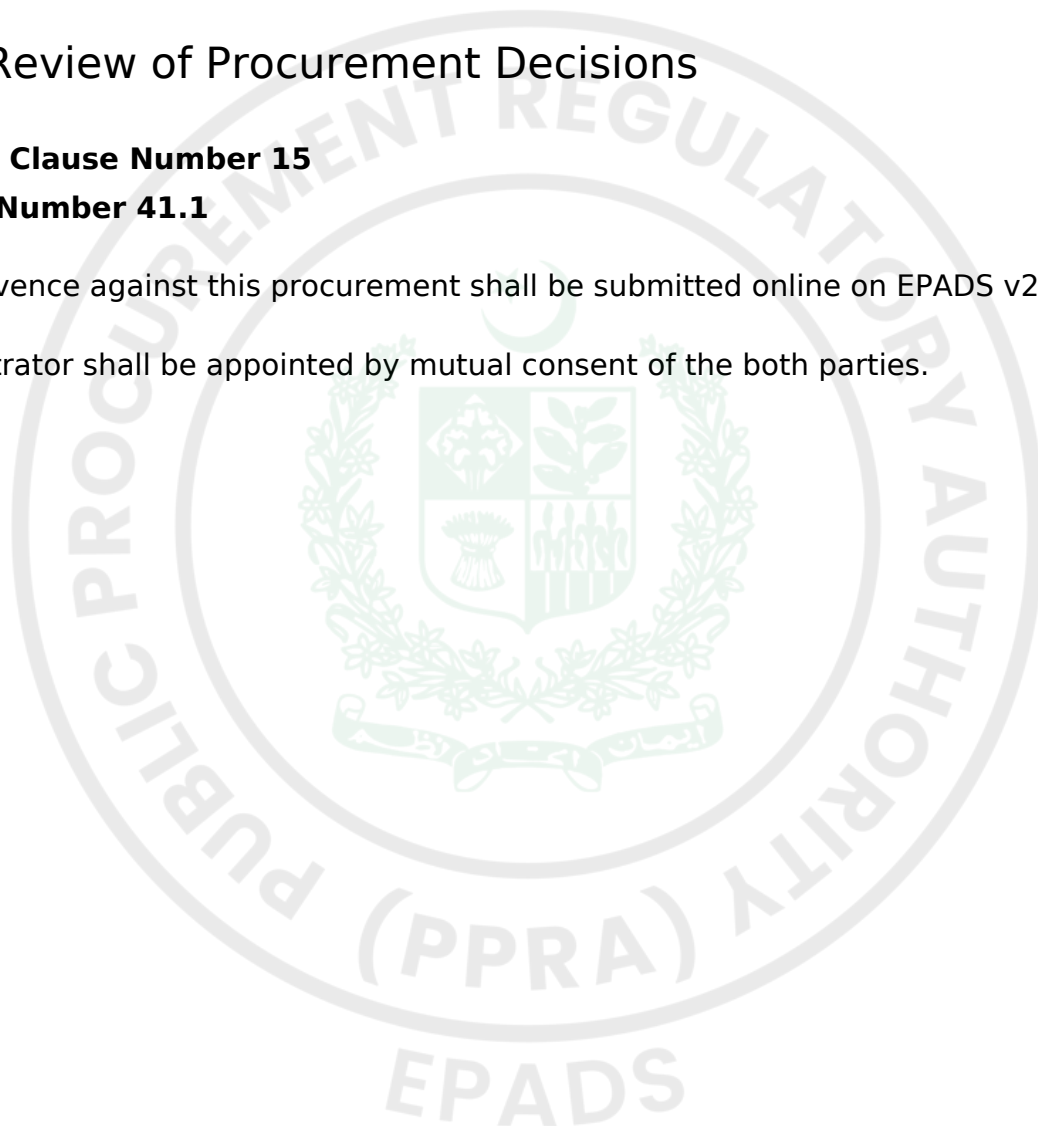 Review of Procurement Decisions
Clause Number 15
Number 41.1
vence against this procurement shall be submitted online on EPADS v2
trator shall be appointed by mutual consent of the both parties.
PUBLIC PROCUREMENT REGULATORY AUTHORITY
(PPRA)
EPADS